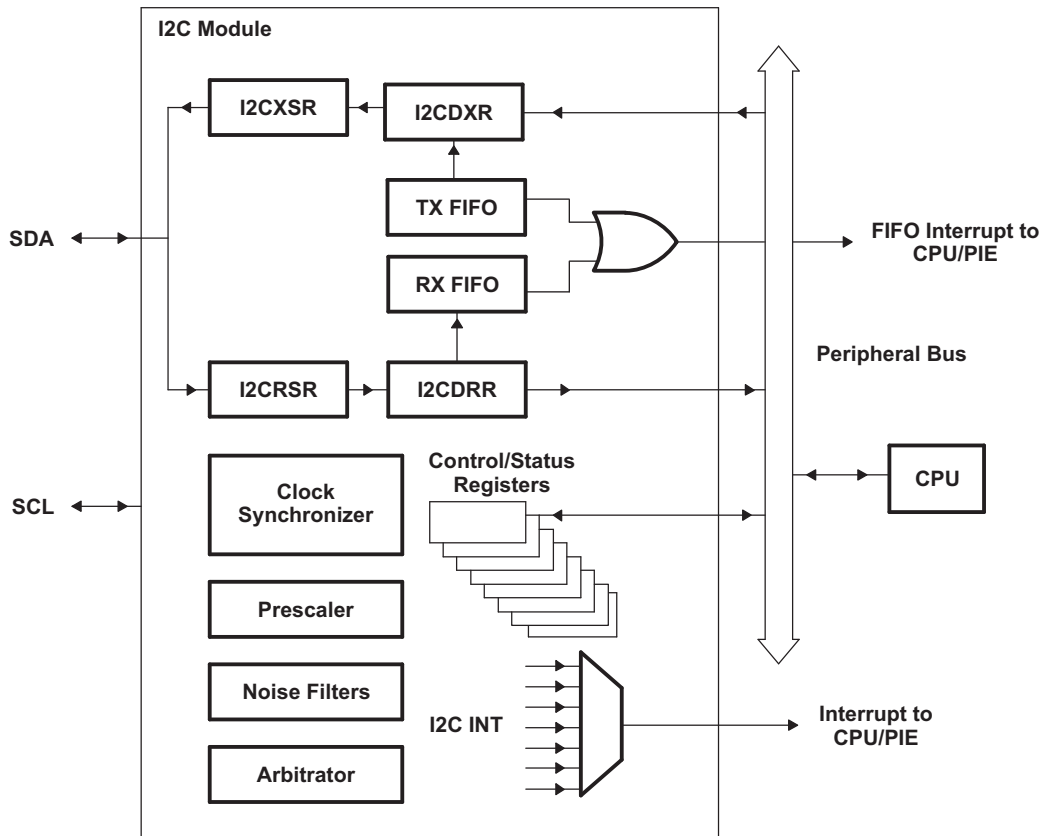 I2C Module
I2CXSR
I2CDXR
TX FIFO
SDA
FIFO Interrupt to
CPU/PIE
RX FIFO
Peripheral Bus
I2CRSR
I2CDRR
Control/Status
Registers
CPU
SCL
Clock
Synchronizer
Prescaler
Noise Filters
I2C INT
Interrupt to
CPU/PIE
Arbitrator